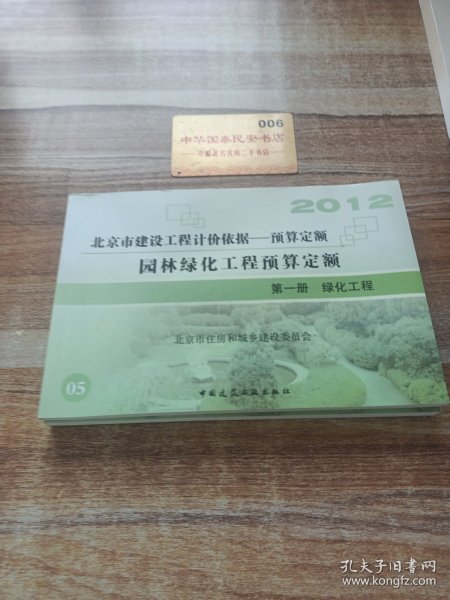 006
中华国泰民安书店
2012
北京市建设工程计价依据——预算定额
园林绿化工程预算定额
第一册 绿化工程
北京市住房和城乡建设委员会
05
中国建筑工业出版社
孔夫子旧书网
www.kongfz.com